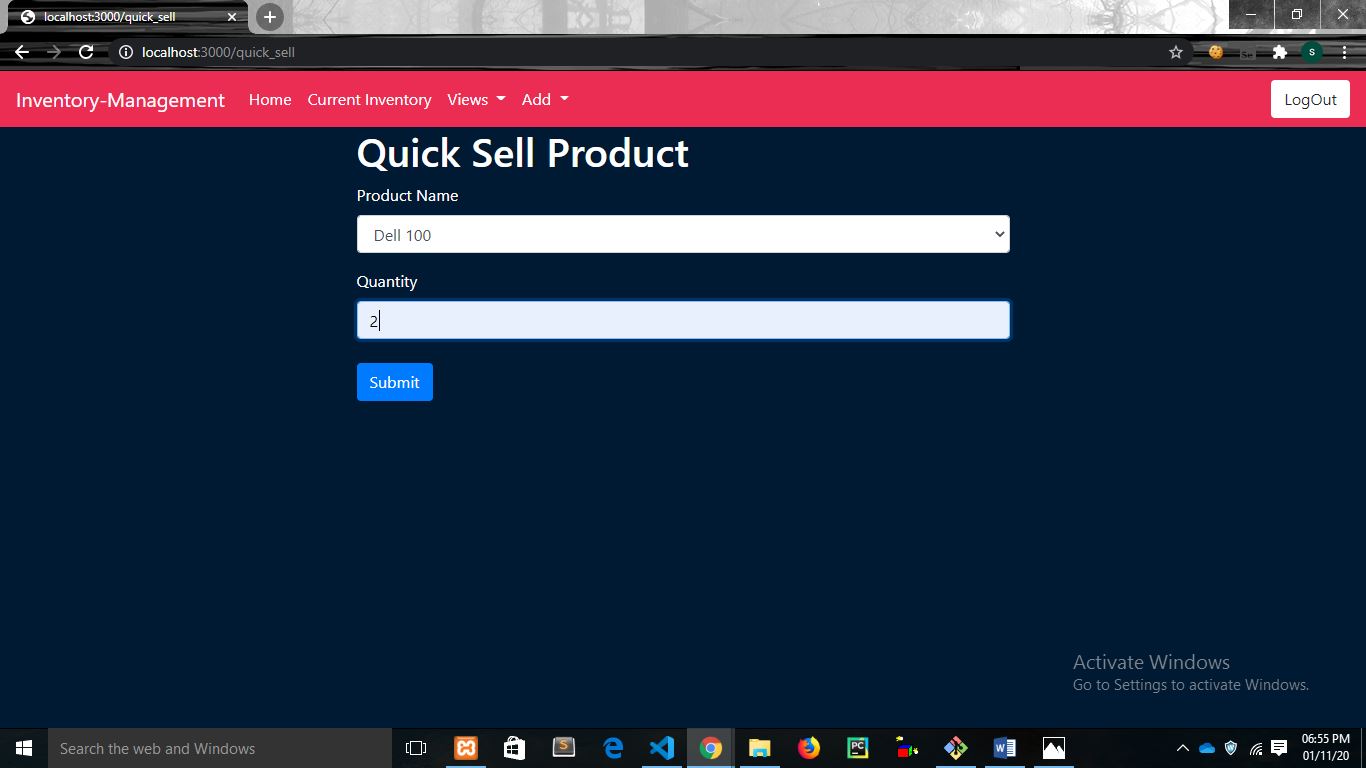 localhost:3000/quick_sell
localhost:3000/quick_sell
s
Inventory-Management Home Current Inventory Views Add LogOut
Quick Sell Product
Product Name
Dell 100
Quantity
2
Submit
Activate Windows
Go to Settings to activate Windows.
Search the web and Windows
S
PC
W
06:55 PM
01/11/20